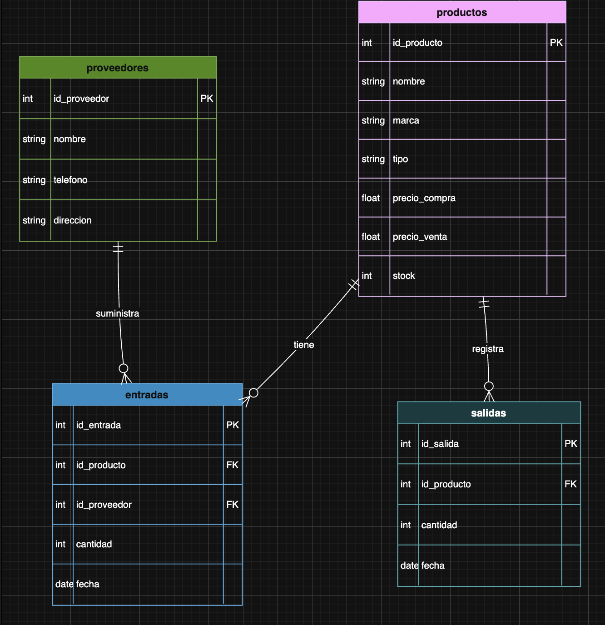 productos
int id_producto PK
string nombre
string marca
string tipo
float precio_compra
float precio_venta
int stock
proveedores
int id_proveedor PK
string nombre
string telefono
string direccion
suministra
tiene
registra
entradas
int id_entrada PK
int id_producto FK
int id_proveedor FK
int cantidad
date fecha
salidas
int id_salida PK
int id_producto FK
int cantidad
date fecha